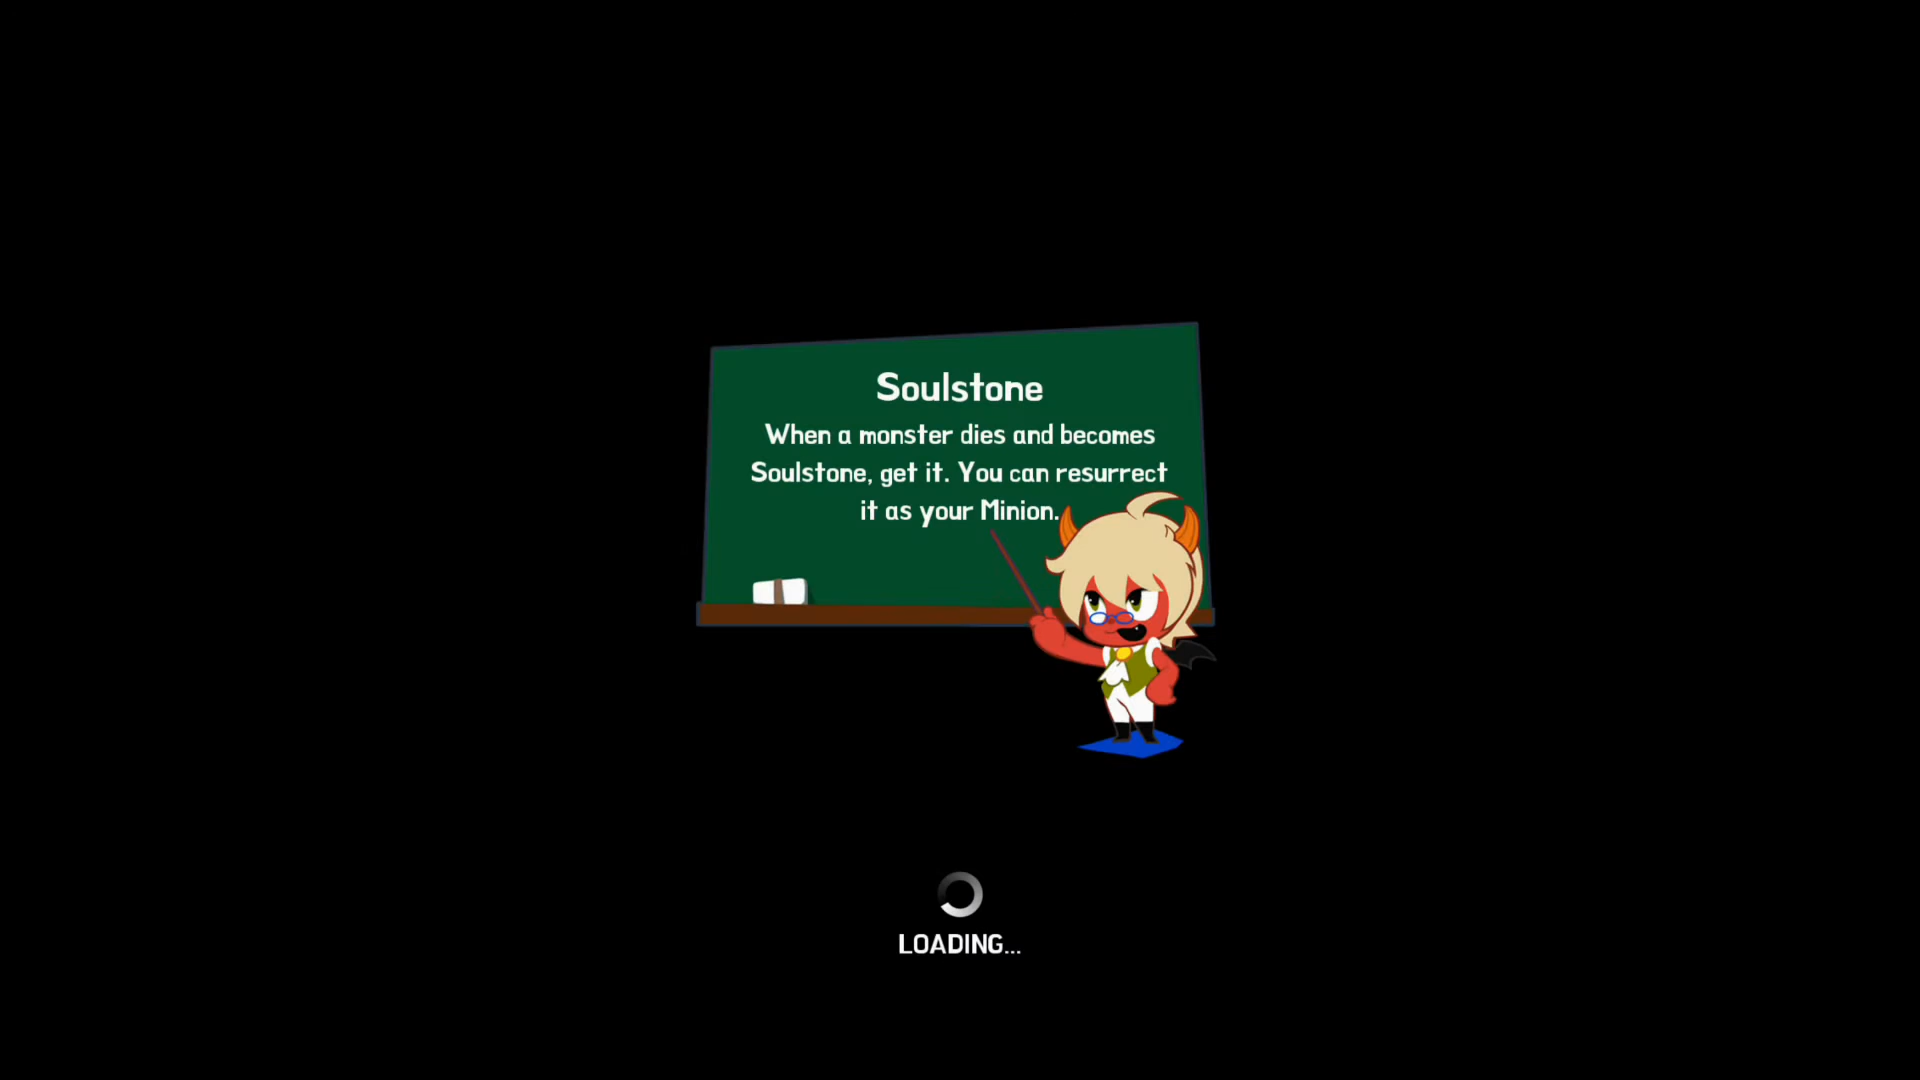 Soulstone
When a monster dies and becomes
Soulstone, get it. You can resurrect
it as your Minion.
LOADING...